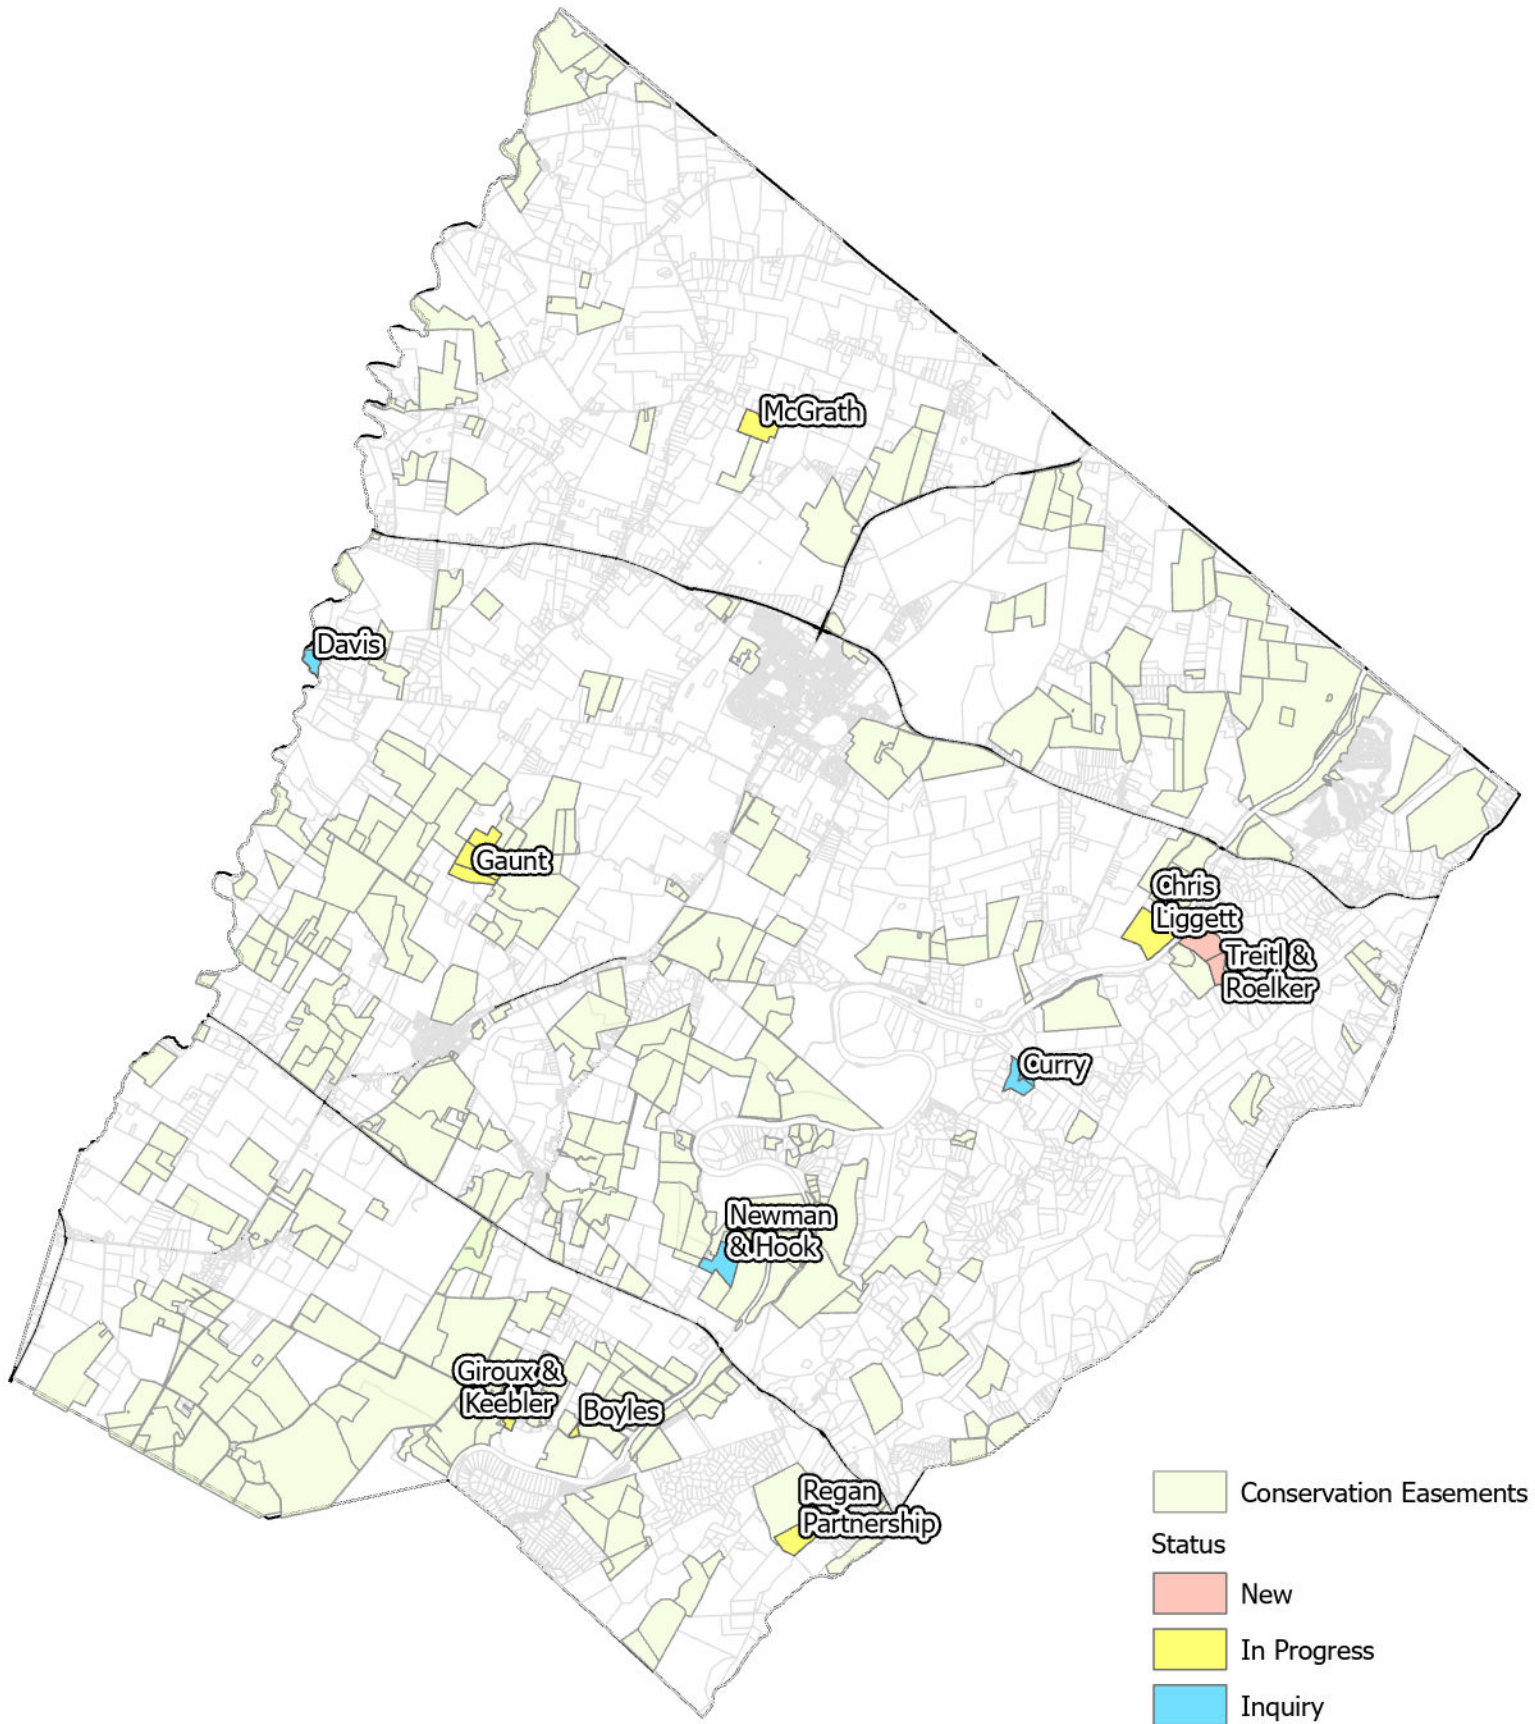 McGrath
Davis
Gaunt
Chris
Liggett
Treitl &
Roelker
Curry
Newman
& Hook
Giroux &
Keebler
Boyles
Regan
Partnership
Conservation Easements
Status
New
In Progress
Inquiry